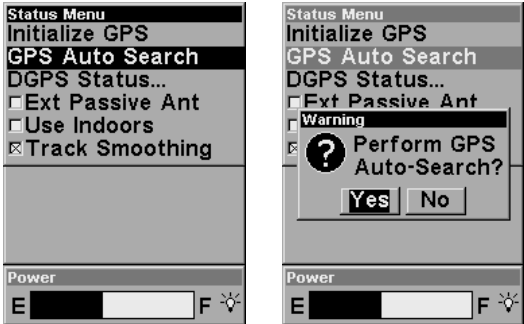 Status Menu
Initialize GPS
GPS Auto Search
DGPS Status...
Ext Passive Ant
Use Indoors
Track Smoothing
Power
E F
Status Menu
Initialize GPS
GPS Auto Search
DGPS Status...
Ext Passive Ant
Warning
? Perform GPS
Auto-Search?
Yes No
Power
E F